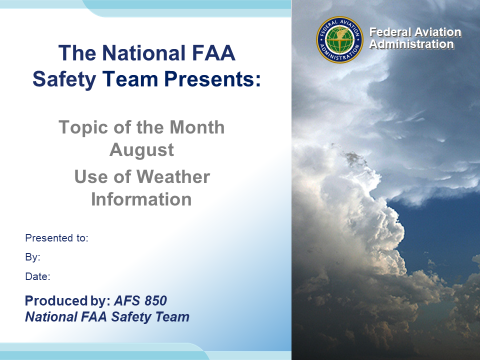 The National FAA
Safety Team Presents:
Topic of the Month
August
Use of Weather
Information
Presented to:
By:
Date:
Produced by: AFS 850
National FAA Safety Team
Federal Aviation
Administration
FEDERAL AVIATION
ADMINISTRATION